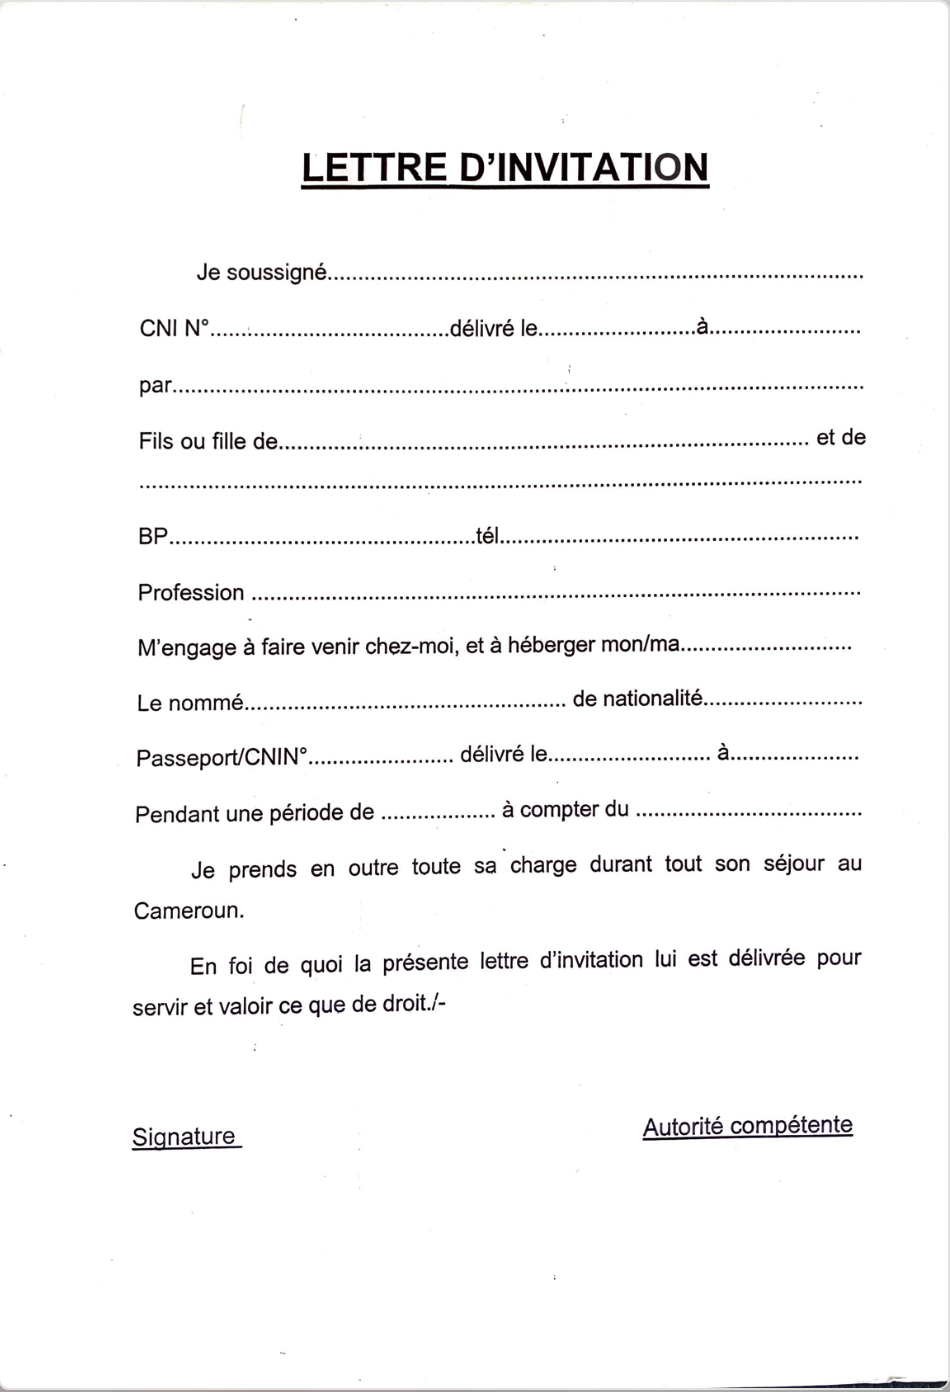 LETTRE D'INVITATION
Je soussigné.......................................................................................
CNI N°.......................................délivré le.........................à.........................
par.................................................................................................................
Fils ou fille de...................................................................................... et de
.....................................................................................................................
BP..................................................tél...........................................................
Profession ...................................................................................................
M'engage à faire venir chez-moi, et à héberger mon/ma............................
Le nommé.................................................... de nationalité..........................
Passeport/CNIN°........................ délivré le.......................... à.....................
Pendant une période de ................... à compter du .....................................
Je prends en outre toute sa charge durant tout son séjour au
Cameroun.
En foi de quoi la présente lettre d'invitation lui est délivrée pour
servir et valoir ce que de droit./-
Signature
Autorité compétente